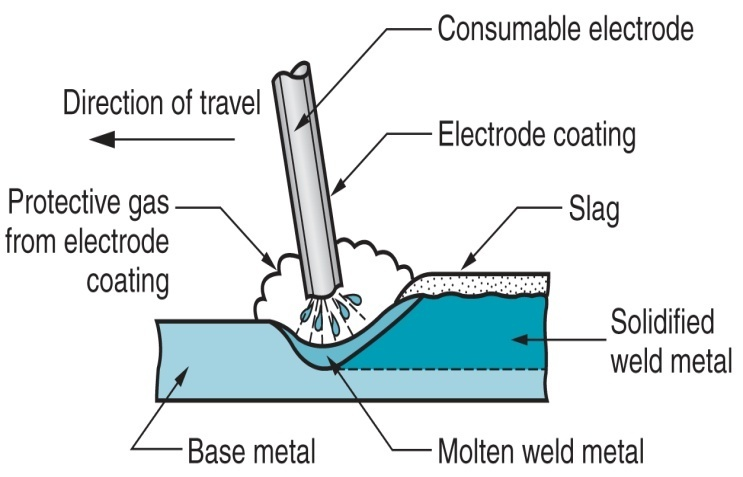 Consumable electrode
Direction of travel
Electrode coating
Protective gas
from electrode
coating
Slag
Solidified
weld metal
Base metal
Molten weld metal